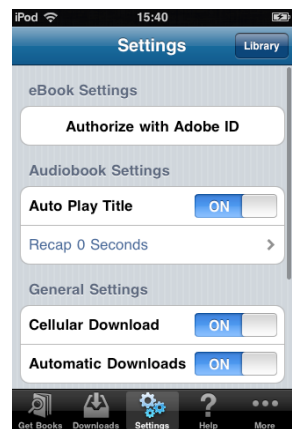 iPod 15:40
Settings Library
eBook Settings
Authorize with Adobe ID
Audiobook Settings
Auto Play Title ON
Recap 0 Seconds
General Settings
Cellular Download ON
Automatic Downloads ON
Get Books Downloads Settings Help More